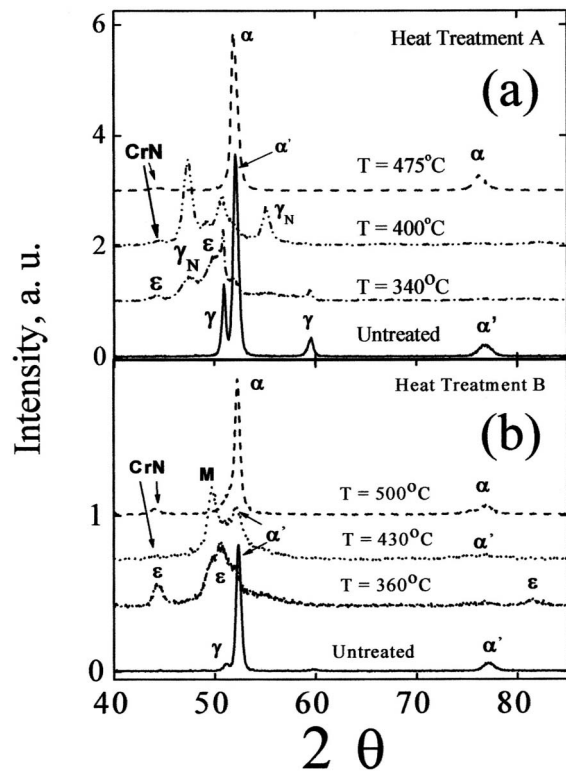 6
α
Heat Treatment A
(a)
α'
4
CrN
T = 475°C
α
γN
T = 400°C
2
γN
ε
ε
T = 340°C
γ
γ
Untreated
α'
0
α
Heat Treatment B
(b)
CrN
M
T = 500°C
α
1
α'
T = 430°C
α'
ε
ε
T = 360°C
ε
γ
Untreated
α'
0
40 50 60 70 80
2 θ
Intensity, a. u.